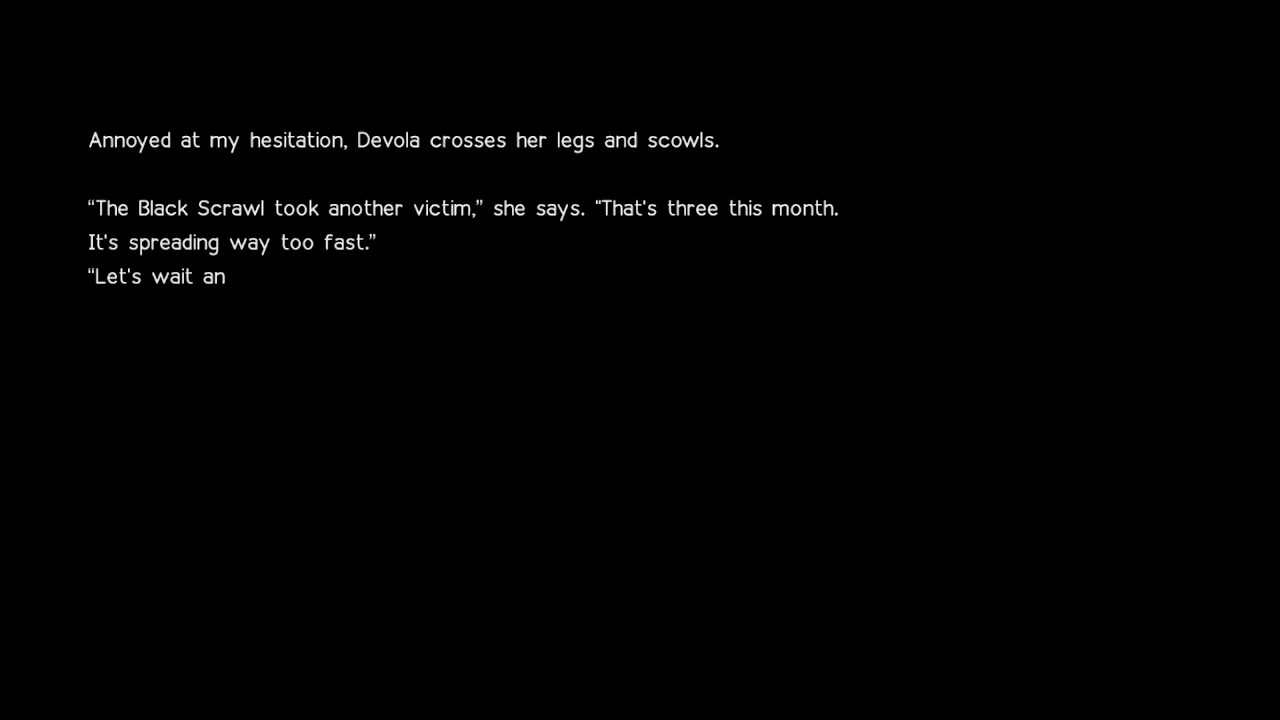 Annoyed at my hesitation, Devola crosses her legs and scowls.
“The Black Scrawl took another victim,” she says. “That's three this month.
It's spreading way too fast.”
“Let's wait an